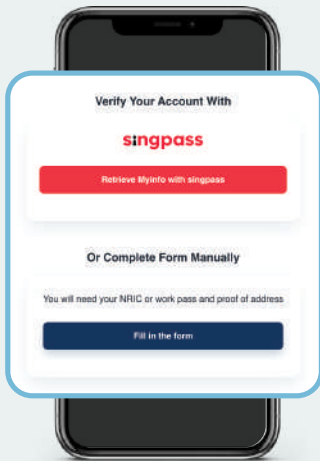 Verify Your Account With
singpass
Retrieve Myinfo with singpass
Or Complete Form Manually
You will need your NRIC or work pass and proof of address
Fill in the form